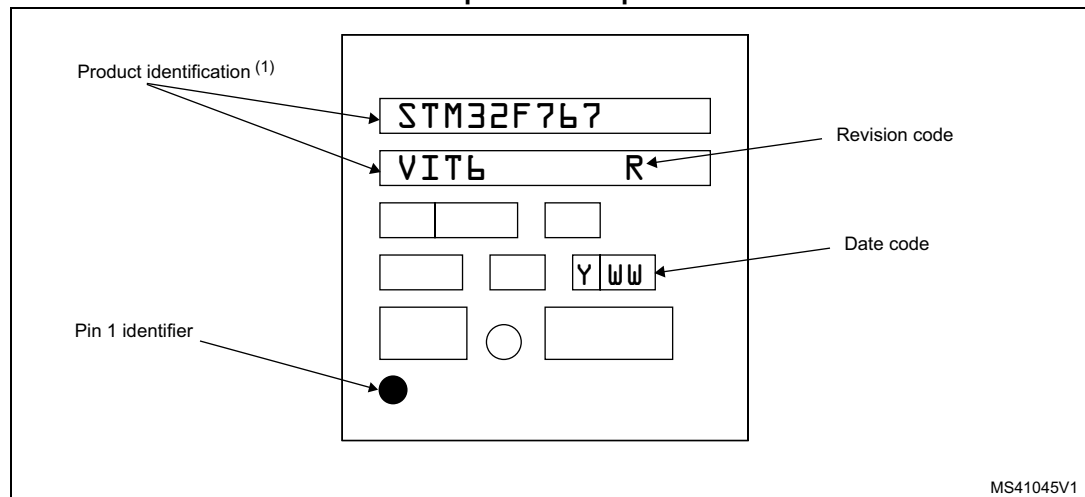 Product identification (1)
STM32F767
Revision code
VIT6 R
Date code
Y WW
Pin 1 identifier
MS41045V1